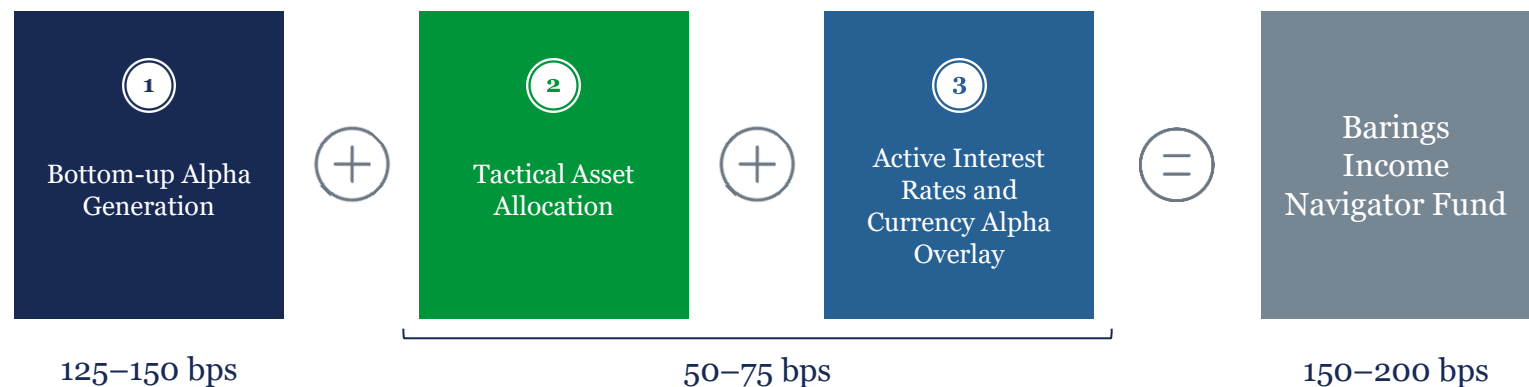 1
Bottom-up Alpha
Generation
2
Tactical Asset
Allocation
3
Active Interest
Rates and
Currency Alpha
Overlay
Barings
Income
Navigator Fund
125–150 bps
50–75 bps
150–200 bps